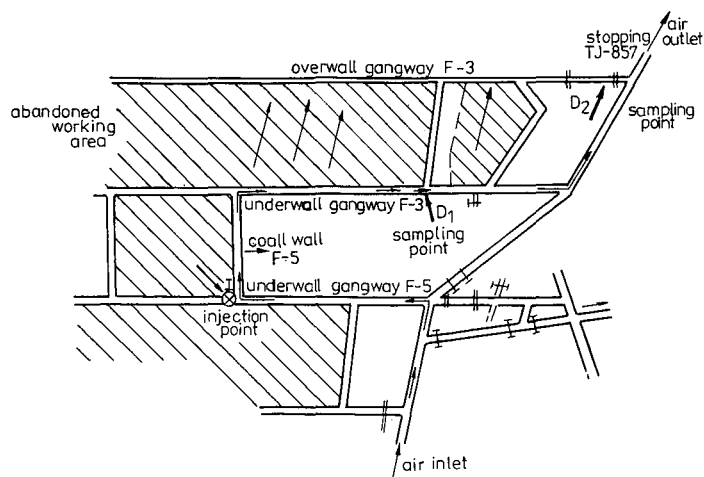 air
outlet
stopping
TJ-857
overwall gangway F-3
abandoned
working
area
D2
sampling
point
underwall gangway F-3
D1
sampling
point
coall wall
F-5
underwall gangway F-5
injection
point
air inlet